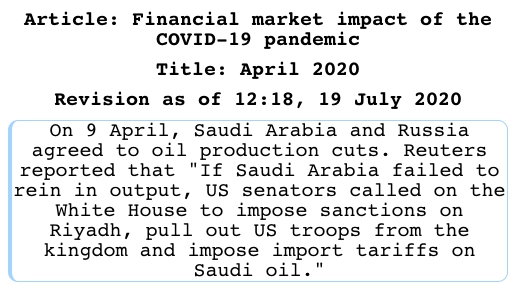 Article: Financial market impact of the
COVID-19 pandemic
Title: April 2020
Revision as of 12:18, 19 July 2020
On 9 April, Saudi Arabia and Russia
agreed to oil production cuts. Reuters
reported that "If Saudi Arabia failed to
rein in output, US senators called on the
White House to impose sanctions on
Riyadh, pull out US troops from the
kingdom and impose import tariffs on
Saudi oil."